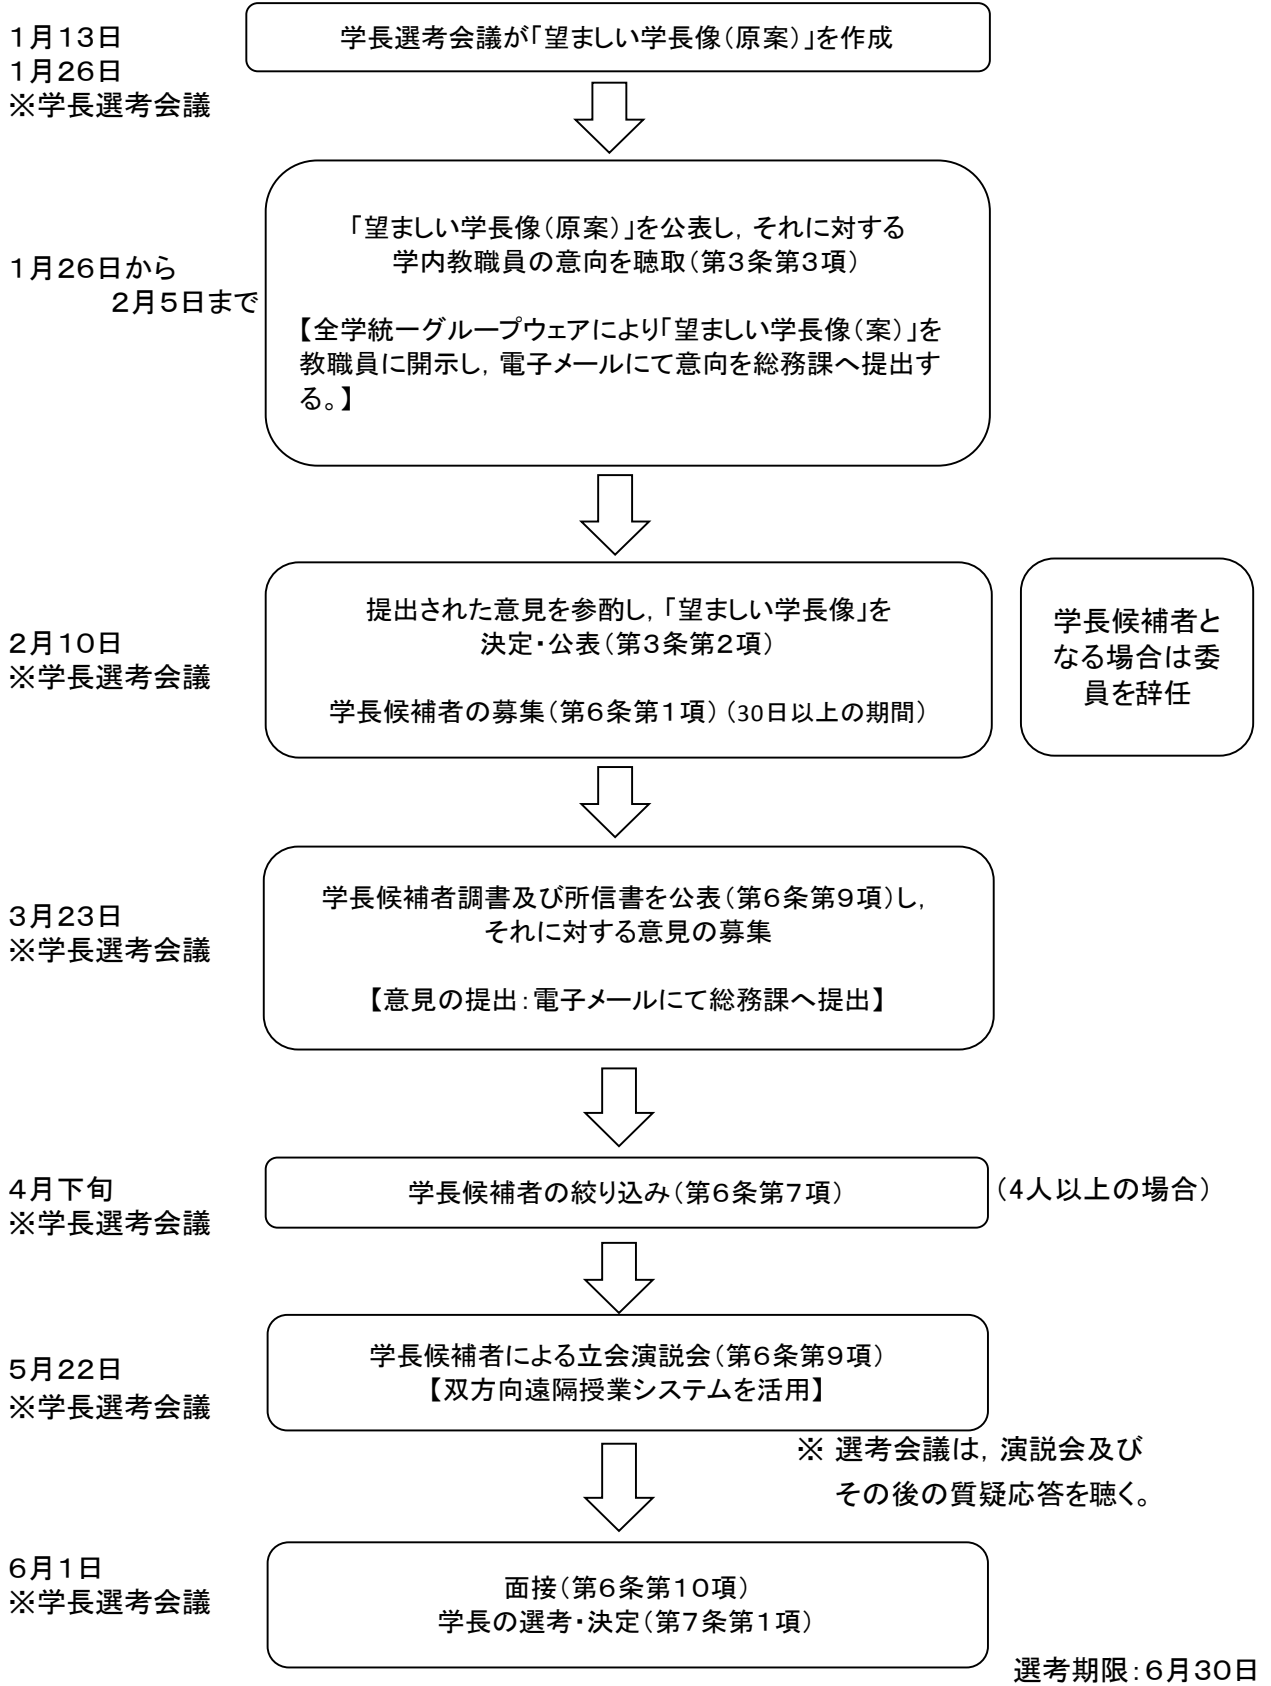 1月13日
1月26日
※学長選考会議
学長選考会議が「望ましい学長像(原案)」を作成
1月26日から
2月5日まで
「望ましい学長像(原案)」を公表し,それに対する
学内教職員の意向を聴取(第3条第3項)
【全学統一グループウェアにより「望ましい学長像(案)」を
教職員に開示し,電子メールにて意向を総務課へ提出す
る。】
2月10日
※学長選考会議
提出された意見を参酌し,「望ましい学長像」を
決定・公表(第3条第2項)
学長候補者の募集(第6条第1項)(30日以上の期間)
学長候補者と
なる場合は委
員を辞任
3月23日
※学長選考会議
学長候補者調書及び所信書を公表(第6条第9項)し,
それに対する意見の募集
【意見の提出:電子メールにて総務課へ提出】
4月下旬
※学長選考会議
学長候補者の絞り込み(第6条第7項)
(4人以上の場合)
5月22日
※学長選考会議
学長候補者による立会演説会(第6条第9項)
【双方向遠隔授業システムを活用】
※ 選考会議は,演説会及び
その後の質疑応答を聴く。
6月1日
※学長選考会議
面接(第6条第10項)
学長の選考・決定(第7条第1項)
選考期限:6月30日